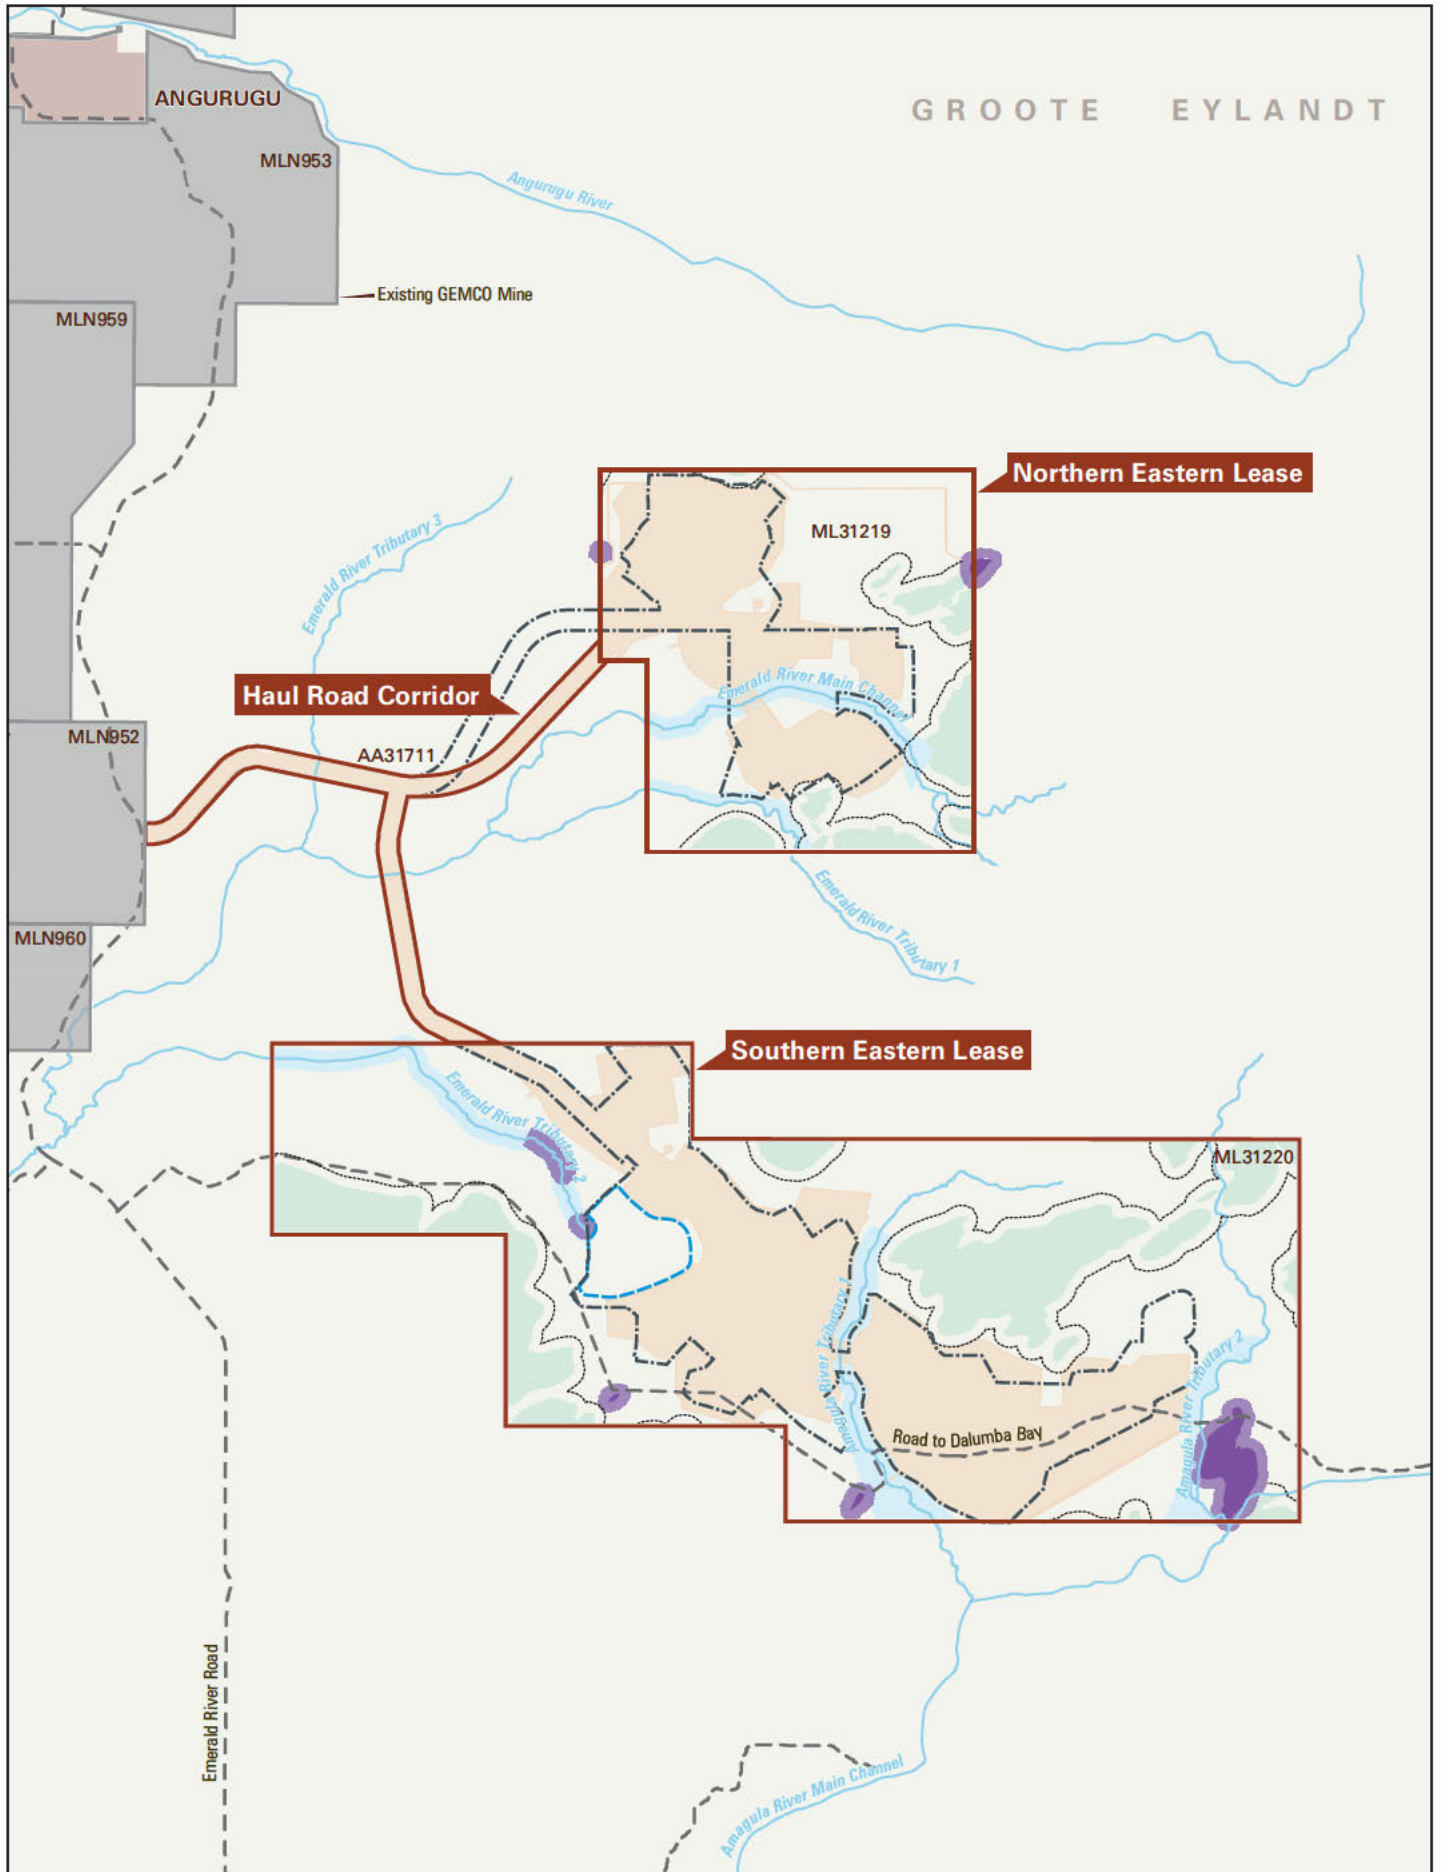 ANGURUGU
GROOTE EYLANDT
MLN953
Angurugu River
Existing GEMCO Mine
MLN959
Northern Eastern Lease
ML31219
Emerald River Tributary 3
Haul Road Corridor
Emerald River Main Channel
MLN952
AA31711
Emerald River Tributary 1
MLN960
Southern Eastern Lease
Emerald River Tributary 2
ML31220
Amagula River Tributary 1
Amagula River Tributary 2
Road to Dalumba Bay
Emerald River Road
Amagula River Main Channel